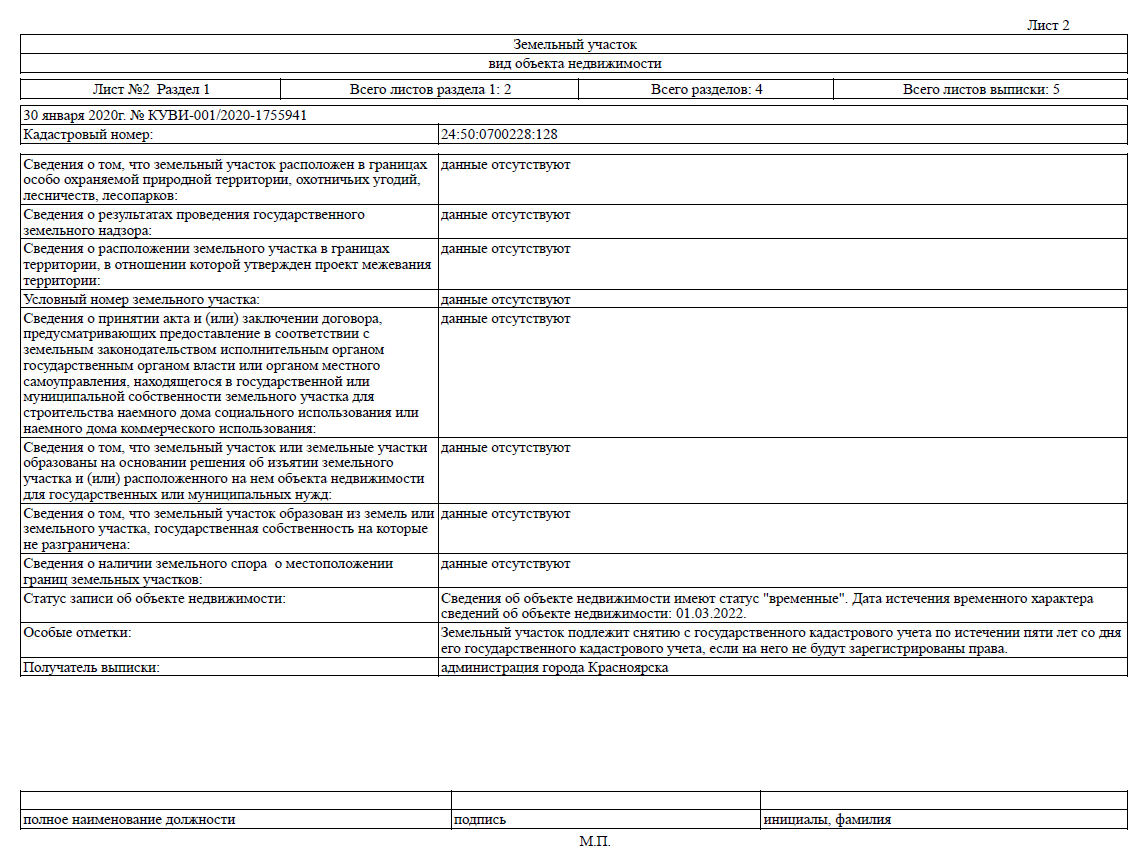 Лист 2
Земельный участок
вид объекта недвижимости
Лист №2 Раздел 1 Всего листов раздела 1: 2 Всего разделов: 4 Всего листов выписки: 5
30 января 2020г. № КУВИ-001/2020-1755941
Кадастровый номер: 24:50:0700228:128
Сведения о том, что земельный участок расположен в границах данные отсутствуют
особо охраняемой природной территории, охотничьих угодий,
лесничеств, лесопарков:
Сведения о результатах проведения государственного данные отсутствуют
земельного надзора:
Сведения о расположении земельного участка в границах данные отсутствуют
территории, в отношении которой утвержден проект межевания
территории:
Условный номер земельного участка: данные отсутствуют
Сведения о принятии акта и (или) заключении договора, данные отсутствуют
предусматривающих предоставление в соответствии с
земельным законодательством исполнительным органом
государственным органом власти или органом местного
самоуправления, находящегося в государственной или
муниципальной собственности земельного участка для
строительства наемного дома социального использования или
наемного дома коммерческого использования:
Сведения о том, что земельный участок или земельные участки данные отсутствуют
образованы на основании решения об изъятии земельного
участка и (или) расположенного на нем объекта недвижимости
для государственных или муниципальных нужд:
Сведения о том, что земельный участок образован из земель или данные отсутствуют
земельного участка, государственная собственность на которые
не разграничена:
Сведения о наличии земельного спора о местоположении данные отсутствуют
границ земельных участков:
Статус записи об объекте недвижимости: Сведения об объекте недвижимости имеют статус "временные". Дата истечения временного характера
сведений об объекте недвижимости: 01.03.2022.
Особые отметки: Земельный участок подлежит снятию с государственного кадастрового учета по истечении пяти лет со дня
его государственного кадастрового учета, если на него не будут зарегистрированы права.
Получатель выписки: администрация города Красноярска
полное наименование должности подпись инициалы, фамилия
М.П.